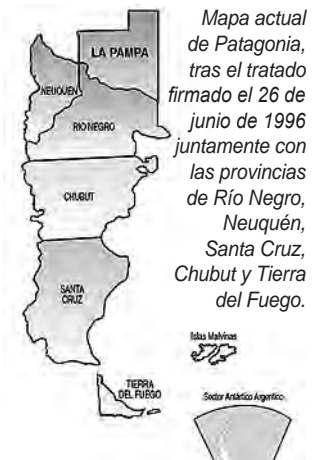 Mapa actual
de Patagonia,
tras el tratado
firmado el 26 de
junio de 1996
juntamente con
las provincias
de Río Negro,
Neuquén,
Santa Cruz,
Chubut y Tierra
del Fuego.
LA PAMPA
NEUQUEN
RIO NEGRO
CHUBUT
SANTA
CRUZ
Islas Malvinas
TIERRA
DEL FUEGO
Sector Antártico Argentico